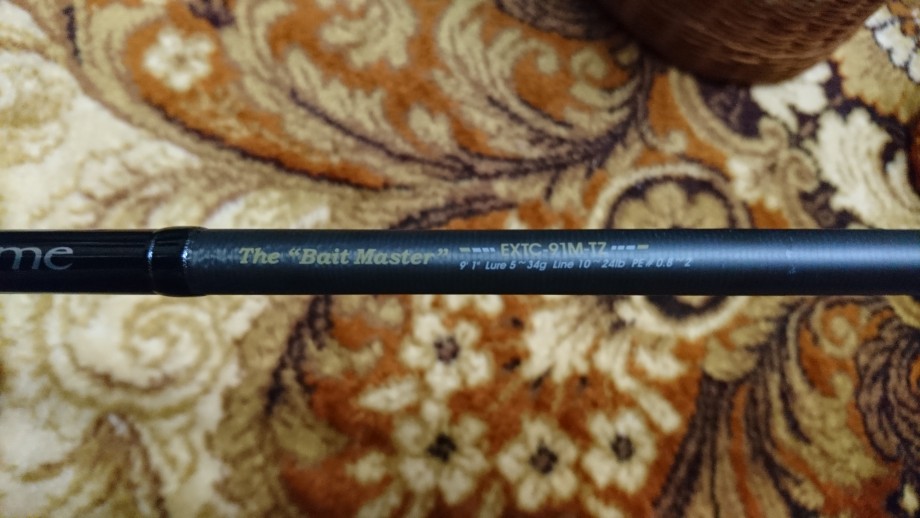 me
The “Bait Master” EXTC-91M-TZ
9'1" Lure 5~34g Line 10~24lb PE#0.8~2